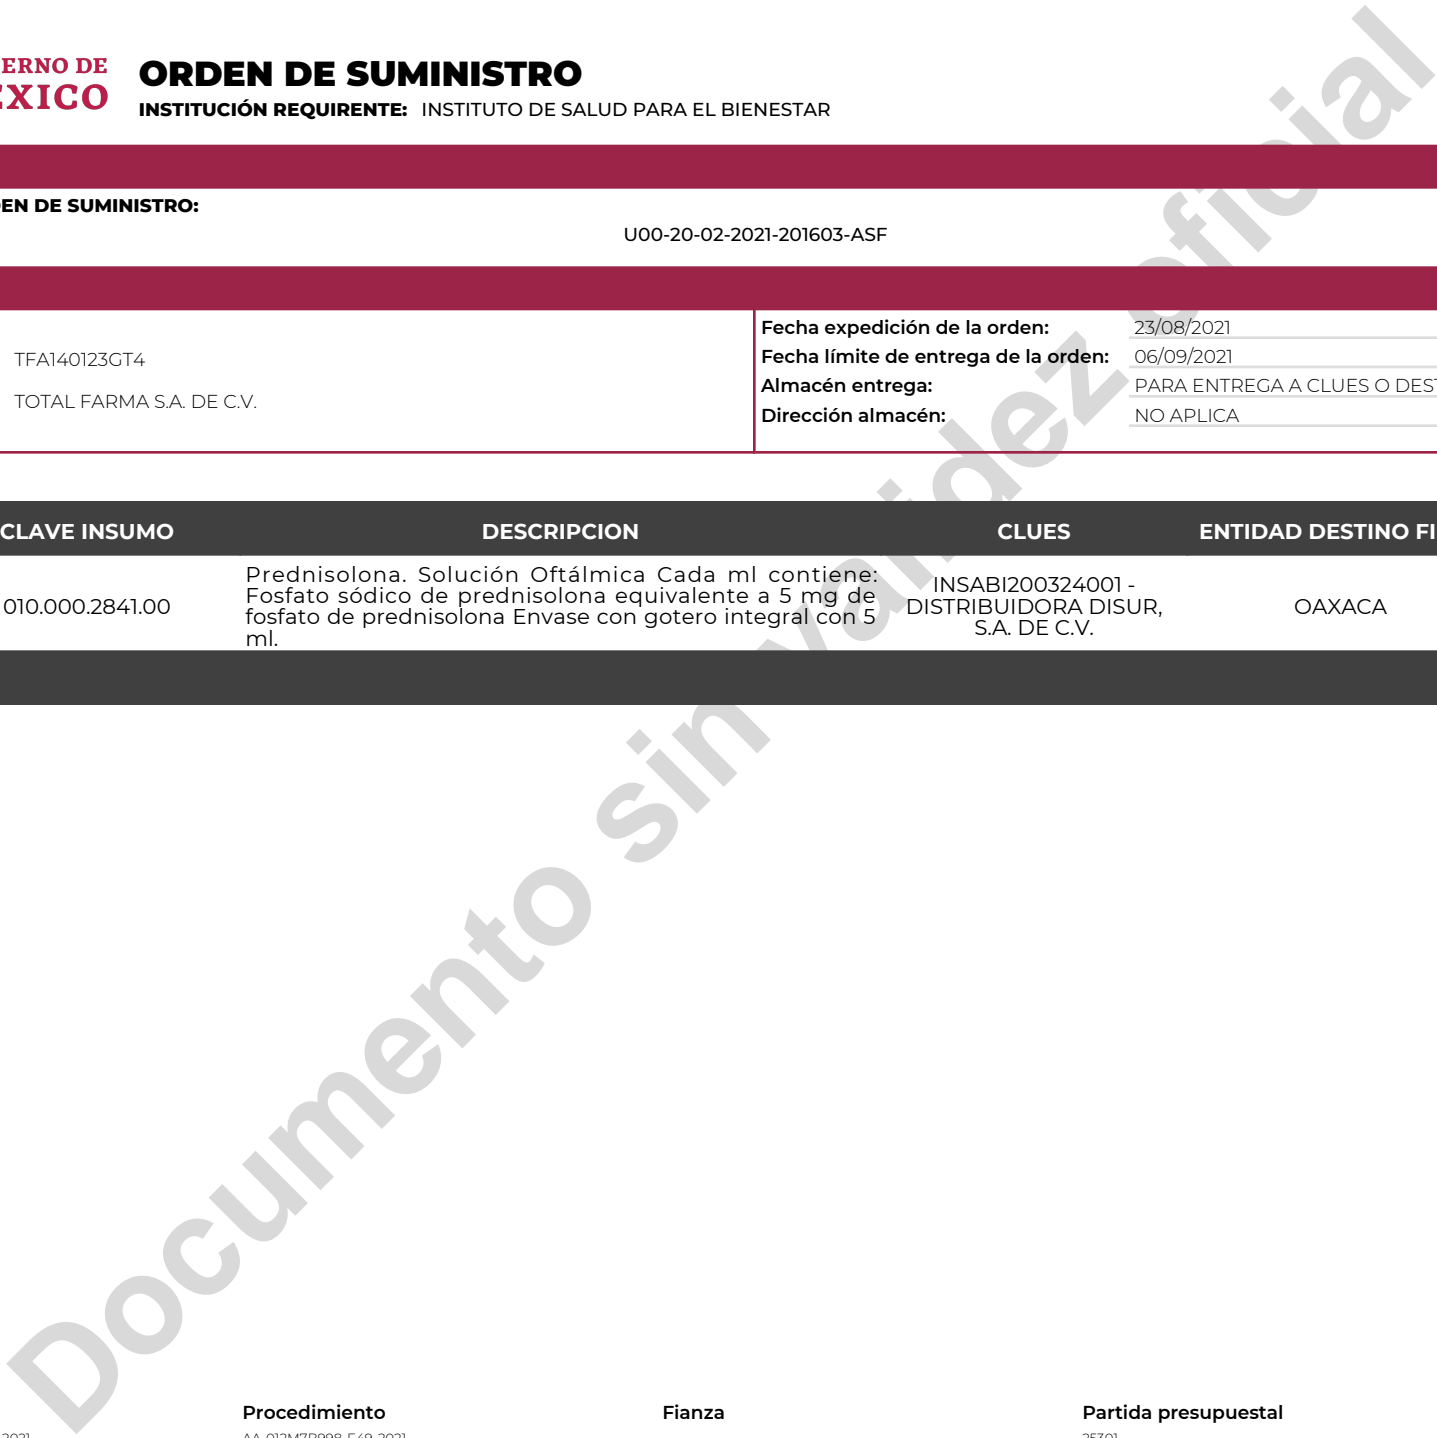 ERNO DE
ÉXICO
ORDEN DE SUMINISTRO
INSTITUCIÓN REQUIRENTE: INSTITUTO DE SALUD PARA EL BIENESTAR
EN DE SUMINISTRO:
U00-20-02-2021-201603-ASF
TFA140123GT4
TOTAL FARMA S.A. DE C.V.
Fecha expedición de la orden: 23/08/2021
Fecha límite de entrega de la orden: 06/09/2021
Almacén entrega: PARA ENTREGA A CLUES O DEST
Dirección almacén: NO APLICA
CLAVE INSUMO DESCRIPCION CLUES ENTIDAD DESTINO FI
010.000.2841.00
Prednisolona. Solución Oftálmica Cada ml contiene:
Fosfato sódico de prednisolona equivalente a 5 mg de
fosfato de prednisolona Envase con gotero integral con 5
ml.
INSABI200324001 -
DISTRIBUIDORA DISUR,
S.A. DE C.V.
OAXACA
Documento sin validez oficial
Procedimiento Fianza Partida presupuestal